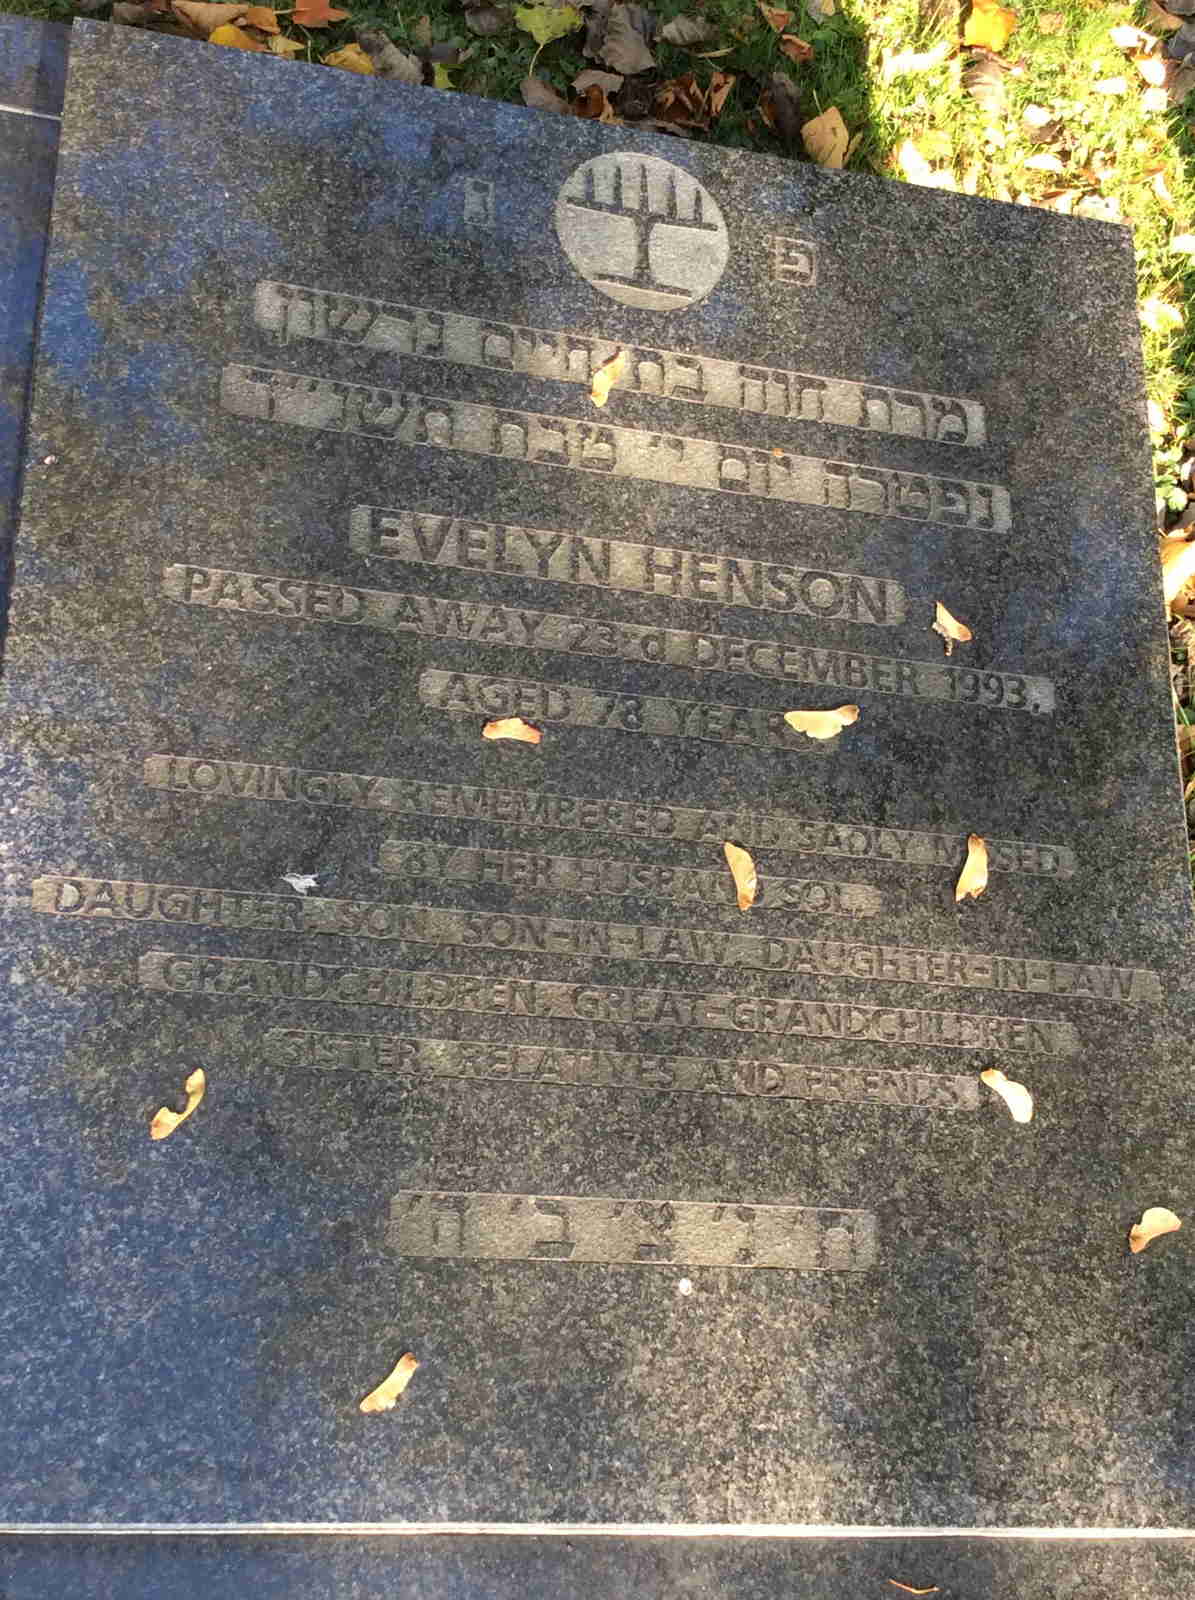 פ נ
מרת חוה בת חיים גרשון
נפטרה יום י׳ טבת תשנ״ד
EVELYN HENSON
PASSED AWAY 23rd DECEMBER 1993,
AGED 78 YEARS
LOVINGLY REMEMBERED AND SADLY MISSED
BY HER HUSBAND SOL,
DAUGHTER, SON, SON-IN-LAW, DAUGHTER-IN-LAW
GRANDCHILDREN, GREAT-GRANDCHILDREN
SISTER, RELATIVES AND FRIENDS
ת׳ נ׳ צ׳ ב׳ ה׳